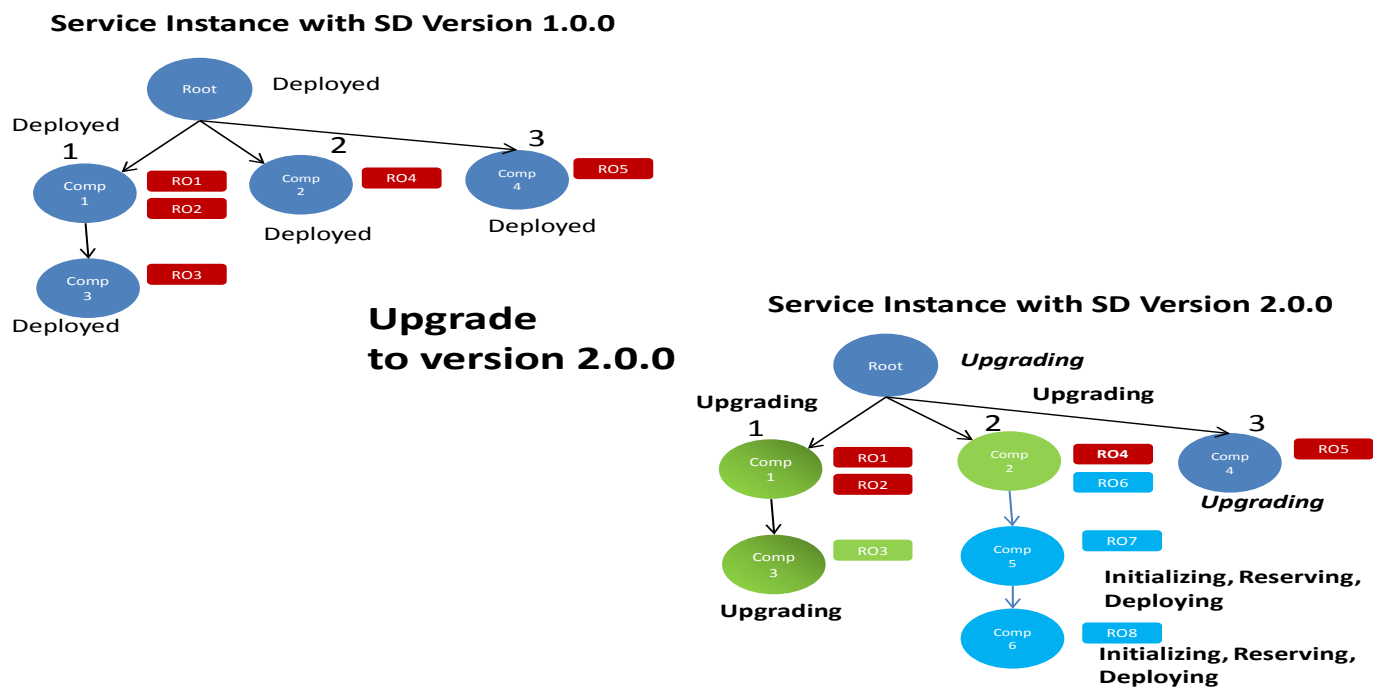 Service Instance with SD Version 1.0.0
Root
Deployed
Deployed
1
2
3
Comp
1
RO1
RO2
Comp
2
RO4
Comp
4
RO5
Deployed
Deployed
Comp
3
RO3
Deployed
Upgrade
to version 2.0.0
Service Instance with SD Version 2.0.0
Root
Upgrading
Upgrading
Upgrading
1
2
3
Comp
1
RO1
RO2
Comp
2
RO4
RO6
Comp
4
RO5
Upgrading
Comp
3
RO3
Upgrading
Comp
5
RO7
Initializing, Reserving,
Deploying
Comp
6
RO8
Initializing, Reserving,
Deploying